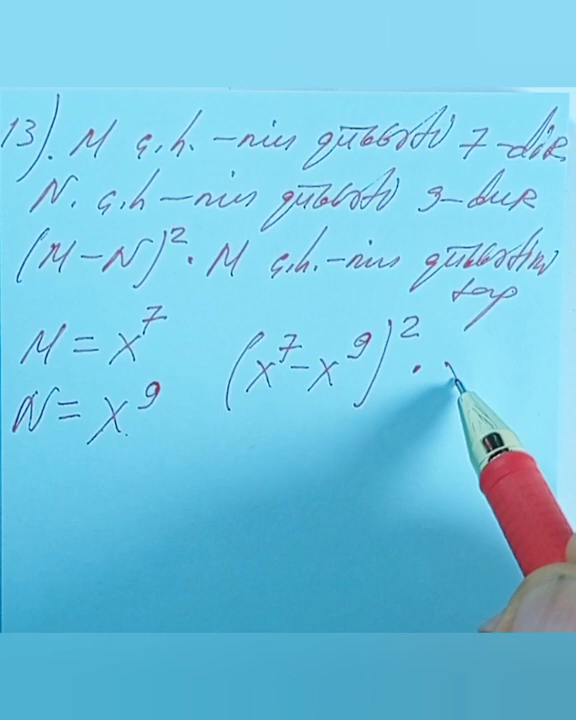 13). M ç.h. -nin qüvvəti 7-dir
N. ç.h -nin qüvvəti 9-dur
(M-N)²·M ç.h.-nin qüvvətini
tap
M = x⁷
(x⁷-x⁹)² ·
N = x⁹